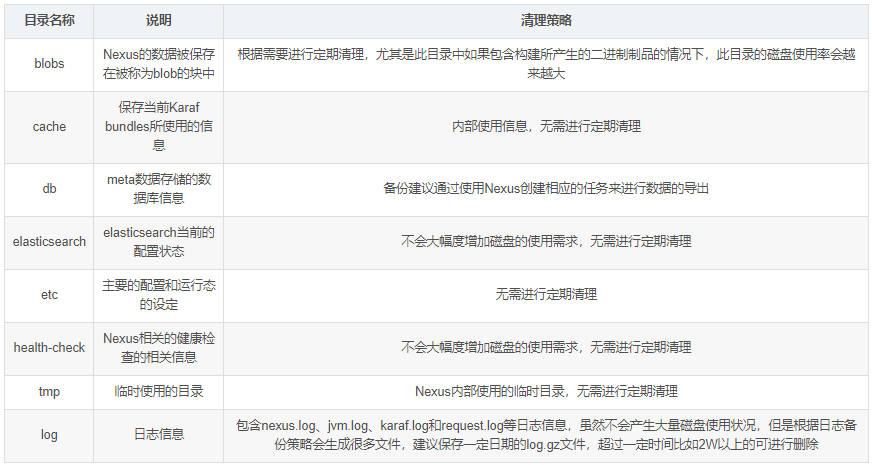 目录名称 说明 清理策略
blobs
Nexus的数据被保存
在被称为blob的块中
根据需要进行定期清理，尤其是此目录中如果包含构建所产生的二进制制品的情况下，此目录的磁盘使用率会越
来越大
cache
保存当前Karaf
bundles所使用的信
息
内部使用信息，无需进行定期清理
db
meta数据存储的数
据库信息
备份建议通过使用Nexus创建相应的任务来进行数据的导出
elasticsearch
elasticsearch当前的
配置状态
不会大幅度增加磁盘的使用需求，无需进行定期清理
etc
主要的配置和运行态
的设定
无需进行定期清理
health-check
Nexus相关的健康检
查的相关信息
不会大幅度增加磁盘的使用需求，无需进行定期清理
tmp
临时使用的目录
Nexus内部使用的临时目录，无需进行定期清理
log
日志信息
包含nexus.log、jvm.log、karaf.log和request.log等日志信息，虽然不会产生大量磁盘使用状况，但是根据日志备
份策略会生成很多文件，建议保存一定日期的log.gz文件，超过一定时间比如2W以上的可进行删除